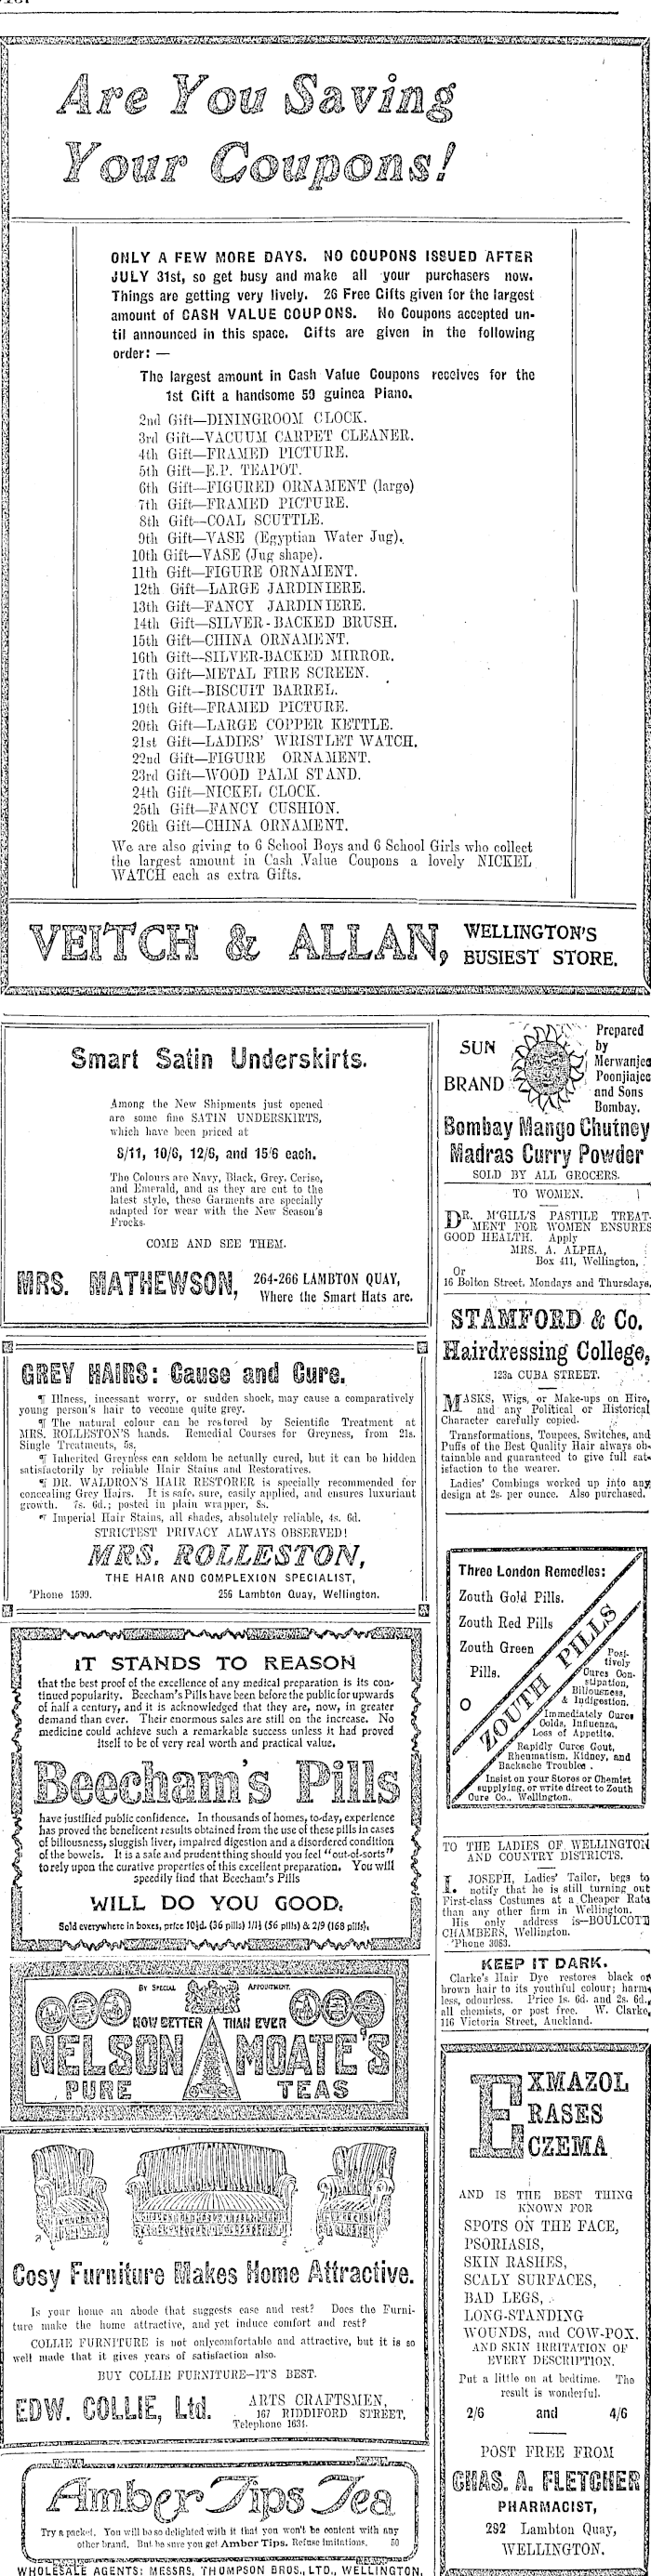 Are You Saving
Your Coupons!
ONLY A FEW MORE DAYS. NO COUPONS ISSUED AFTER
JULY 31st, so get busy and make all your purchasers now.
Things are getting very lively. 26 Free Gifts given for the largest
amount of CASH VALUE COUPONS. No Coupons accepted un-
til announced in this space. Gifts are given in the following
order: —
The largest amount in Cash Value Coupons receives for the
1st Gift a handsome 50 guinea Piano.
2nd Gift—DININGROOM CLOCK.
3rd Gift—VACUUM CARPET CLEANER.
4th Gift—FRAMED PICTURE.
5th Gift—E.P. TEAPOT.
6th Gift—FIGURED ORNAMENT (large)
7th Gift—FRAMED PICTURE.
8th Gift—COAL SCUTTLE.
9th Gift—VASE (Egyptian Water Jug).
10th Gift—VASE (Jug shape).
11th Gift—FIGURE ORNAMENT.
12th Gift—LARGE JARDINIERE.
13th Gift—FANCY JARDINIERE.
14th Gift—SILVER-BACKED BRUSH.
15th Gift—CHINA ORNAMENT.
16th Gift—SILVER-BACKED MIRROR.
17th Gift—METAL FIRE SCREEN.
18th Gift—BISCUIT BARREL.
19th Gift—FRAMED PICTURE.
20th Gift—LARGE COPPER KETTLE.
21st Gift—LADIES' WRISTLET WATCH.
22nd Gift—FIGURE ORNAMENT.
23rd Gift—WOOD PALM STAND.
24th Gift—NICKEL CLOCK.
25th Gift—FANCY CUSHION.
26th Gift—CHINA ORNAMENT.
We are also giving to 6 School Boys and 6 School Girls who collect
the largest amount in Cash Value Coupons a lovely NICKEL
WATCH each as extra Gifts.
VEITCH & ALLAN, WELLINGTON'S
BUSIEST STORE.
Smart Satin Underskirts.
Among the New Shipments just opened
are some fine SATIN UNDERSKIRTS,
which have been priced at
8/11, 10/6, 12/6, and 15/6 each.
The Colours are Navy, Black, Grey, Cerise,
and Emerald, and as they are cut to the
latest style, these Garments are specially
adapted for wear with the New Season's
Frocks.
COME AND SEE THEM.
MRS. MATHEWSON, 264-266 LAMBTON QUAY,
Where the Smart Hats are.
GREY HAIRS: Cause and Cure.
¶ Illness, incessant worry, or sudden shock, may cause a comparatively
young person's hair to vecome quite grey.
¶ The natural colour can be restored by Scientific Treatment at
MRS. ROLLESTON'S hands. Remedial Courses for Greyness, from 21s.
Single Treatments, 5s.
¶ Inherited Greyness can seldom be actually cured, but it can be hidden
satisfactorily by reliable Hair Stains and Restoratives.
¶ DR. WALDRON'S HAIR RESTORER is specially recommended for
concealing Grey Hairs. It is safe, sure, easily applied, and ensures luxuriant
growth. 7s. 6d.; posted in plain wrapper, 8s.
¶ Imperial Hair Stains, all shades, absolutely reliable, 4s. 6d.
STRICTEST PRIVACY ALWAYS OBSERVED!
MRS. ROLLESTON,
THE HAIR AND COMPLEXION SPECIALIST,
'Phone 1599. 256 Lambton Quay, Wellington.
IT STANDS TO REASON
that the best proof of the excellence of any medical preparation is its con-
tinued popularity. Beecham's Pills have been before the public for upwards
of half a century, and it is acknowledged that they are, now, in greater
demand than ever. Their enormous sales are still on the increase. No
medicine could achieve such a remarkable success unless it had proved
itself to be of very real worth and practical value.
Beecham's Pills
have justified public confidence. In thousands of homes, to-day, experience
has proved the beneficent results obtained from the use of these pills in cases
of biliousness, sluggish liver, impaired digestion and a disordered condition
of the bowels. It is a safe and prudent thing should you feel "out-of-sorts"
to rely upon the curative properties of this excellent preparation. You will
speedily find that Beecham's Pills
WILL DO YOU GOOD.
Sold everywhere in boxes, price 10½d. (36 pills) 1/1½ (56 pills) & 2/9 (168 pills).
BY SPECIAL APPOINTMENT.
NOW BETTER THAN EVER
NELSON MOATE'S
PURE TEAS
Cosy Furniture Makes Home Attractive.
Is your home an abode that suggests ease and rest? Does the Furni-
ture make the home attractive, and yet induce comfort and rest?
COLLIE FURNITURE is not onlycomfortable and attractive, but it is so
well made that it gives years of satisfaction also.
BUY COLLIE FURNITURE—IT'S BEST.
EDW. COLLIE, Ltd. ARTS CRAFTSMEN,
167 RIDDIFORD STREET.
Telephone 1631.
Amber Tips Tea
Try a packet. You will be so delighted with it that you won't be content with any
other brand. But be sure you get Amber Tips. Refuse imitations. 50
WHOLESALE AGENTS: MESSRS. THOMPSON BROS., LTD., WELLINGTON.
SUN
BRAND
Prepared
by
Merwanjee
Poonjiajee
and Sons
Bombay.
Bombay Mango Chutney
Madras Curry Powder
SOLD BY ALL GROCERS.
TO WOMEN.
DR. M'GILL'S PASTILE TREAT-
MENT FOR WOMEN ENSURES
GOOD HEALTH. Apply
MRS. A. ALPHA,
Box 411, Wellington,
Or
16 Bolton Street, Mondays and Thursdays.
STAMFORD & Co.
Hairdressing College,
123a CUBA STREET.
MASKS, Wigs, or Make-ups on Hire,
and any Political or Historical
Character carefully copied.
Transformations, Toupees, Switches, and
Puffs of the Best Quality Hair always ob-
tainable and guaranteed to give full sat-
isfaction to the wearer.
Ladies' Combings worked up into any
design at 2s. per ounce. Also purchased.
Three London Remedies:
Zouth Gold Pills.
Zouth Red Pills
Zouth Green
Pills.
ZOUTH PILLS
Posi-
tively
Cures Con-
stipation,
Biliousness,
& Indigestion.
Immediately Cures
Colds, Influenza,
Loss of Appetite.
Rapidly Cures Gout,
Rheumatism, Kidney, and
Backache Troubles.
Insist on your Stores or Chemist
supplying, or write direct to Zouth
Cure Co., Wellington.
TO THE LADIES OF WELLINGTON
AND COUNTRY DISTRICTS.
I. JOSEPH, Ladies' Tailor, begs to
notify that he is still turning out
First-class Costumes at a Cheaper Rate
than any other firm in Wellington.
His only address is—BOULCOTT
CHAMBERS, Wellington.
'Phone 3083.
KEEP IT DARK.
Clarke's Hair Dye restores black or
brown hair to its youthful colour; harm-
less, odourless. Price 1s. 6d. and 2s. 6d.,
all chemists, or post free. W. Clarke,
116 Victoria Street, Auckland.
EXMAZOL
ERASES
ECZEMA
AND IS THE BEST THING
KNOWN FOR
SPOTS ON THE FACE,
PSORIASIS,
SKIN RASHES,
SCALY SURFACES,
BAD LEGS,
LONG-STANDING
WOUNDS, and COW-POX.
AND SKIN IRRITATION OF
EVERY DESCRIPTION.
Put a little on at bedtime. The
result is wonderful.
2/6 and 4/6
POST FREE FROM
CHAS. A. FLETCHER
PHARMACIST,
292 Lambton Quay,
WELLINGTON.